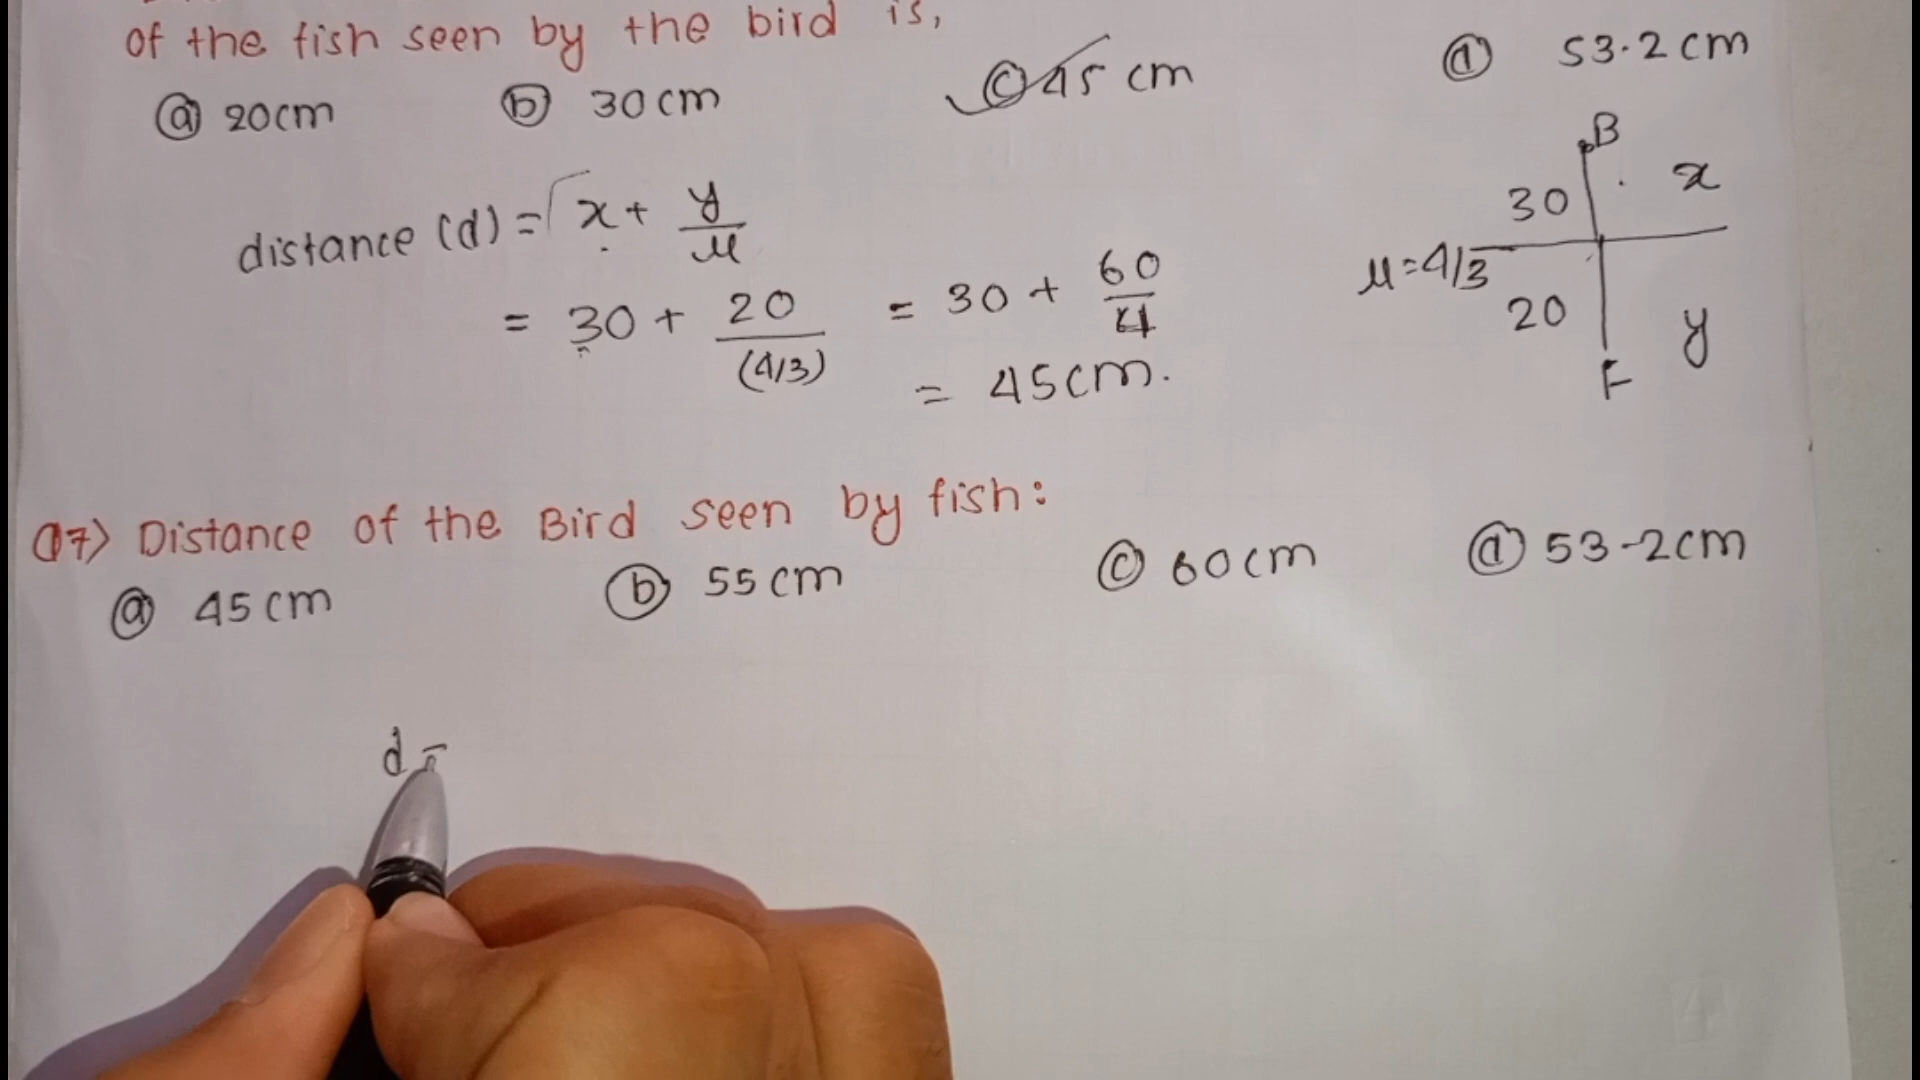 of the fish seen by the bird is,
ⓐ 20cm ⓑ 30cm ⓒ 45 cm ⓓ 53.2cm
distance (d) = x + y/μ
= 30 + 20/(4/3) = 30 + 60/4
= 45cm.
B
30 x
μ=4/3
20 y
F
Q7) Distance of the Bird seen by fish:
ⓐ 45cm ⓑ 55cm ⓒ 60cm ⓓ 53-2cm
d =